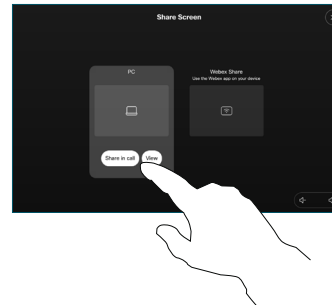 Share Screen
PC
Webex Share
Use the Webex app on your device
Share in call
View